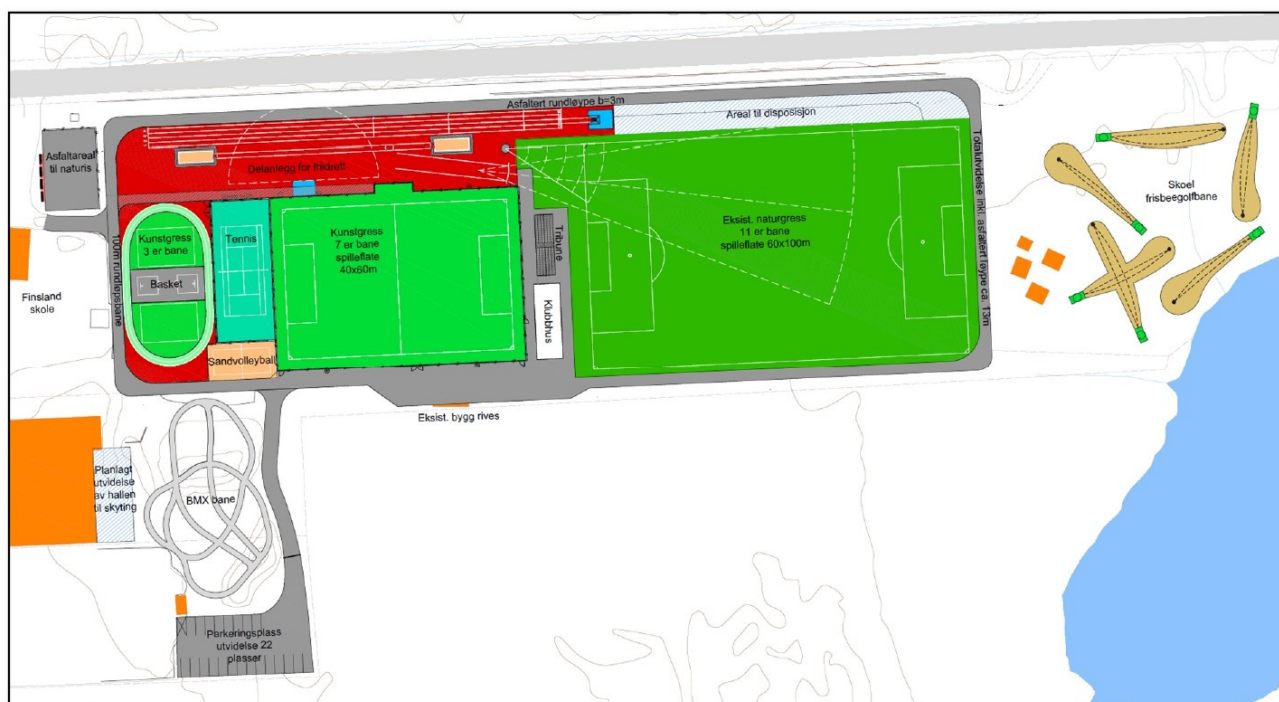 Asfaltert rundløype b=3m
Areal til disposisjon
Asfaltareal
til naturis
Delanlegg for friidrett
Totalutvidelse inkl. asfaltert løype ca. 13m
Skoel
frisbeegolfbane
100m rundløpsbane
Kunstgress
3 er bane
Tennis
Kunstgress
7 er bane
spilleflate
40x60m
Tribune
Eksist. naturgress
11 er bane
spilleflate 60x100m
Basket
Finsland
skole
Klubbhus
Sandvolleyball
Eksist. bygg rives
Planlagt
utvidelse
av hallen
til skyting
BMX bane
Parkeringsplass
utvidelse 22
plasser